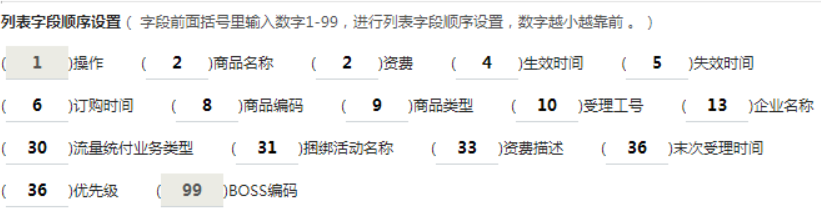 列表字段顺序设置（ 字段前面括号里输入数字1-99，进行列表字段顺序设置，数字越小越靠前 。 ）
( 1 )操作 ( 2 )商品名称 ( 2 )资费 ( 4 )生效时间 ( 5 )失效时间
( 6 )订购时间 ( 8 )商品编码 ( 9 )商品类型 ( 10 )受理工号 ( 13 )企业名称
( 30 )流量统付业务类型 ( 31 )捆绑活动名称 ( 33 )资费描述 ( 36 )末次受理时间
( 36 )优先级 ( 99 )BOSS编码